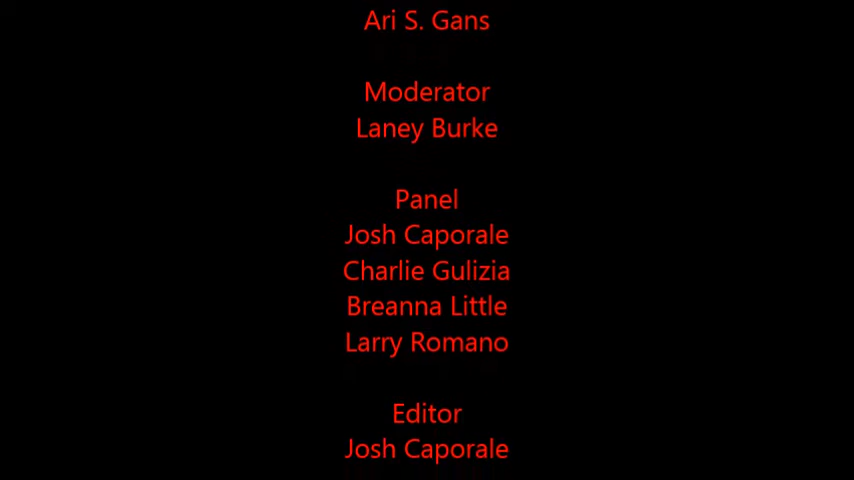 Ari S. Gans
Moderator
Laney Burke
Panel
Josh Caporale
Charlie Gulizia
Breanna Little
Larry Romano
Editor
Josh Caporale